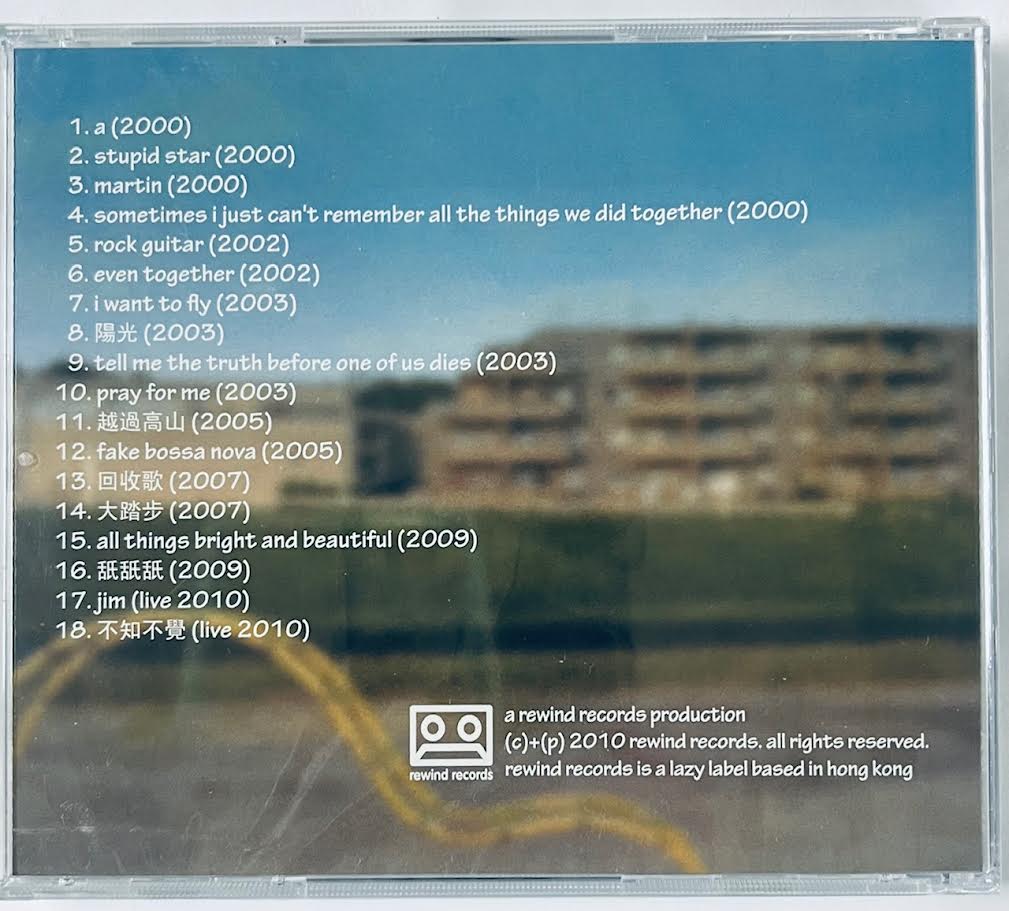 1. a (2000)
2. stupid star (2000)
3. martin (2000)
4. sometimes i just can't remember all the things we did together (2000)
5. rock guitar (2002)
6. even together (2002)
7. i want to fly (2003)
8. 陽光 (2003)
9. tell me the truth before one of us dies (2003)
10. pray for me (2003)
11. 越過高山 (2005)
12. fake bossa nova (2005)
13. 回收歌 (2007)
14. 大踏步 (2007)
15. all things bright and beautiful (2009)
16. 舐舐舐 (2009)
17. jim (live 2010)
18. 不知不覺 (live 2010)
a rewind records production
(c)+(p) 2010 rewind records. all rights reserved.
rewind records is a lazy label based in hong kong
rewind records